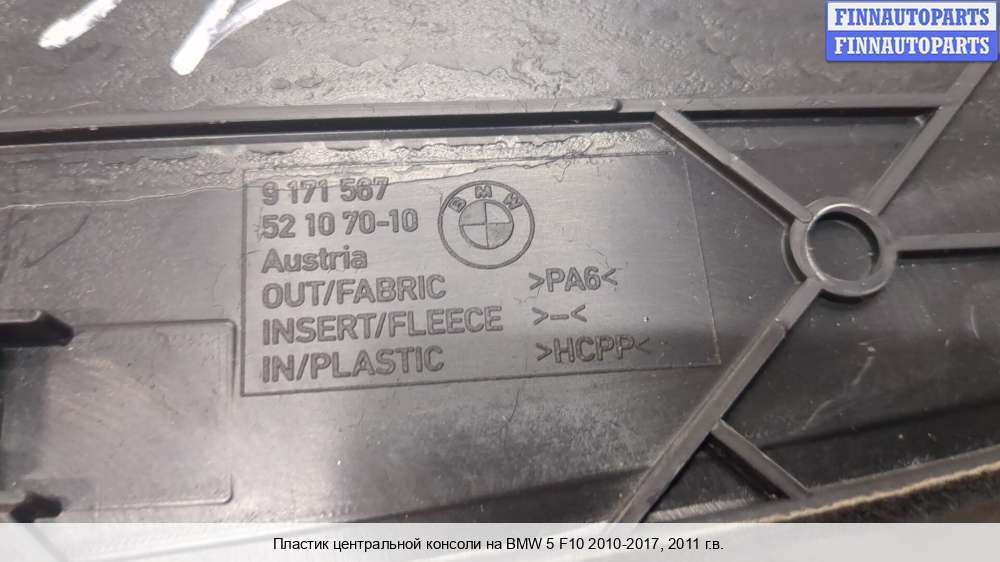 FINNAUTOPARTS
FINNAUTOPARTS
9 171 567
52 10 70-10
BMW
Austria
OUT/FABRIC >PA6<
INSERT/FLEECE >-<
IN/PLASTIC >HCPP<
Пластик центральной консоли на BMW 5 F10 2010-2017, 2011 г.в.